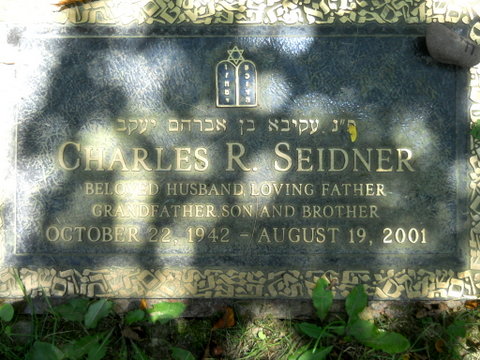 פ"נ עקיבא בן אברהם יעקב
CHARLES R. SEIDNER
BELOVED HUSBAND, LOVING FATHER
GRANDFATHER, SON AND BROTHER
OCTOBER 22, 1942 - AUGUST 19, 2001